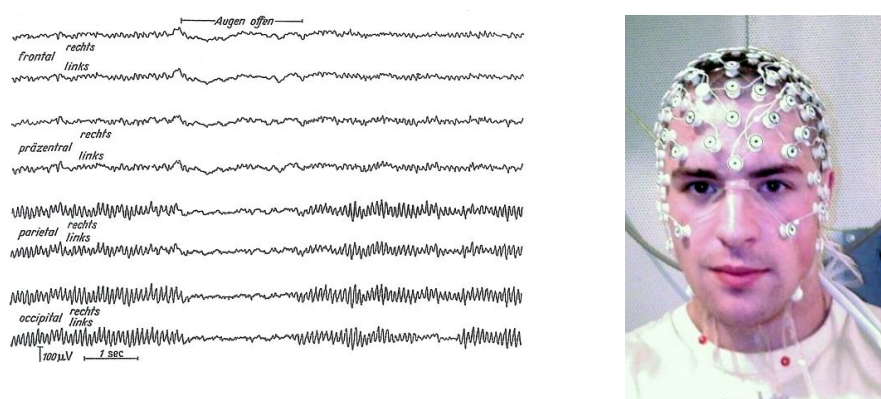 Augen offen
frontal rechts
links
präzentral rechts
links
parietal rechts
links
occipital rechts
links
100µV
1 sec